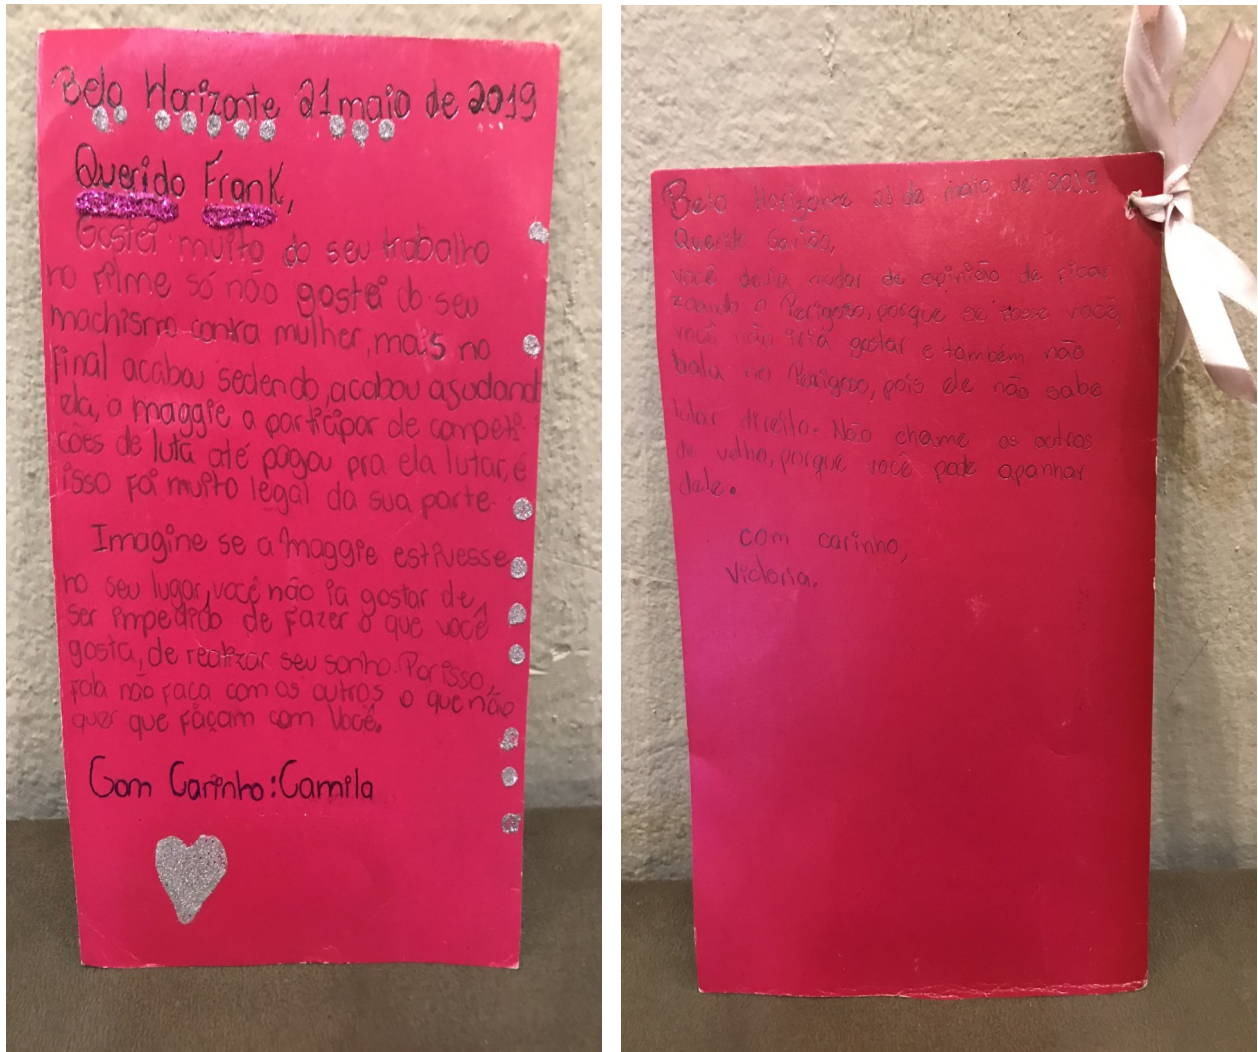 Belo Horizonte 21 maio de 2019
Querido Frank,
Gostei muito do seu trabalho
no filme só não gostei do seu
machismo contra mulher, mais no
final acabou sedendo, acabou ajudando
ela, a maggie a participar de competi-
ções de luta até pagou pra ela lutar, e
isso foi muito legal da sua parte.
Imagine se a maggie estivesse
no seu lugar, você não ia gostar de
ser impedido de fazer o que você
gosta, de realizar seu sonho. Por isso,
fala não faça com os outros o que não
quer que façam com você.
Com Carinho: Camila
Belo Horizonte 21 de maio de 2019
Querido
você devia mudar de opinião de ficar
zoando o Perigoso, porque se fosse você,
você não iria gostar e também não
bata no Perigoso, pois ele não sabe
lutar direito. Não chame os outros
de velho, porque você pode apanhar
dele.
com carinho,
Victoria.